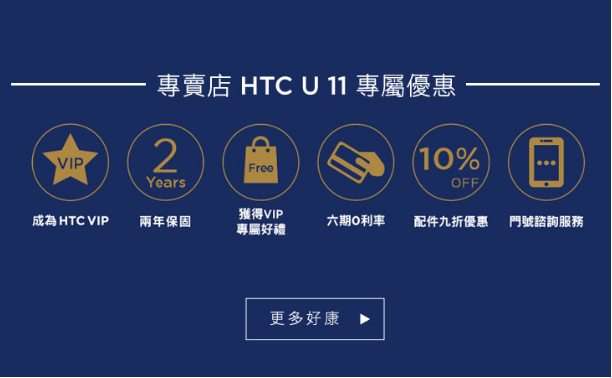 專賣店 HTC U 11 專屬優惠
VIP
2
Years
Free
10%
OFF
成為 HTC VIP
兩年保固
獲得VIP
專屬好禮
六期0利率
配件九折優惠
門號諮詢服務
更多好康